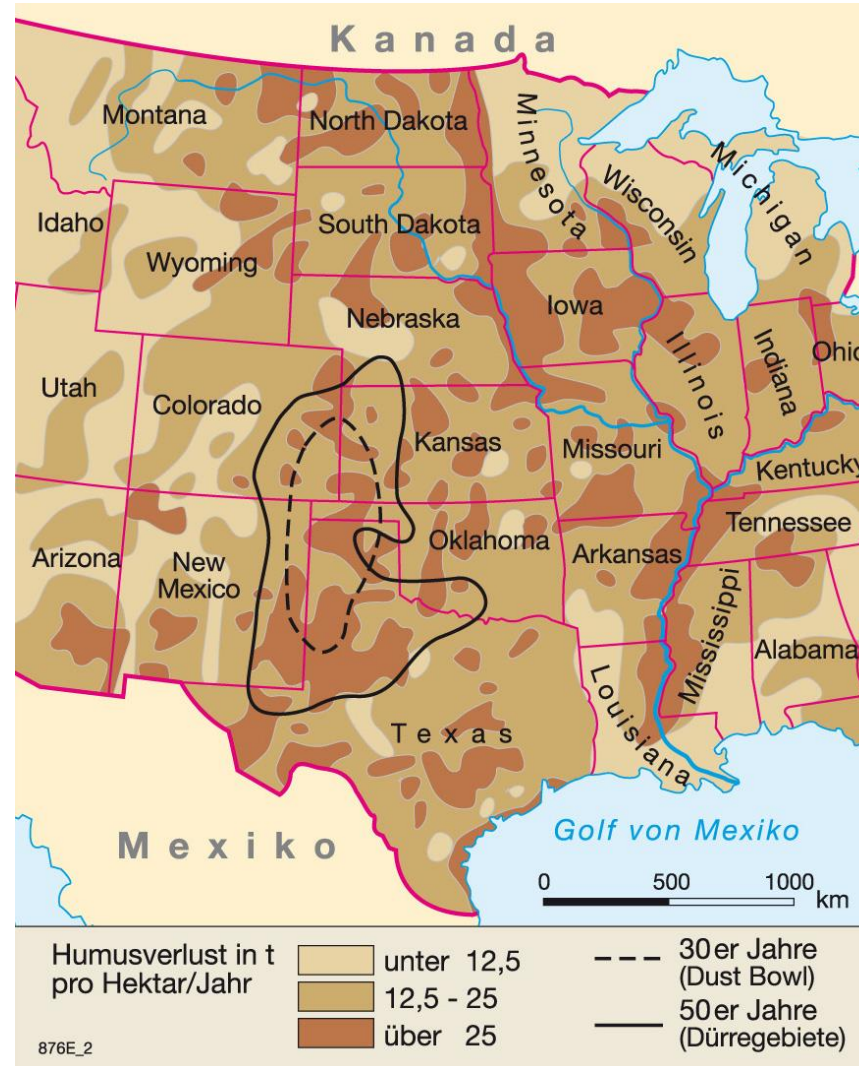 Kanada
Montana
North Dakota
Minnesota
Wisconsin
Michigan
Idaho
Wyoming
South Dakota
Nebraska
Iowa
Illinois
Indiana
Ohio
Utah
Colorado
Kansas
Missouri
Kentucky
Arizona
New
Mexico
Oklahoma
Arkansas
Tennessee
Mississippi
Alabama
Texas
Louisiana
Mexiko
Golf von Mexiko
0 500 1000
km
Humusverlust in t
pro Hektar/Jahr
unter 12,5
12,5 - 25
über 25
30er Jahre
(Dust Bowl)
50er Jahre
(Dürregebiete)
876E_2